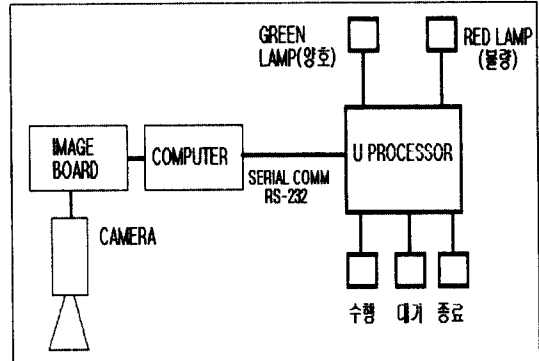 GREEN
LAMP(양호)
RED LAMP
(불량)
IMAGE
BOARD
COMPUTER
SERIAL COMM
RS-232
U PROCESSOR
CAMERA
수행 대기 종료